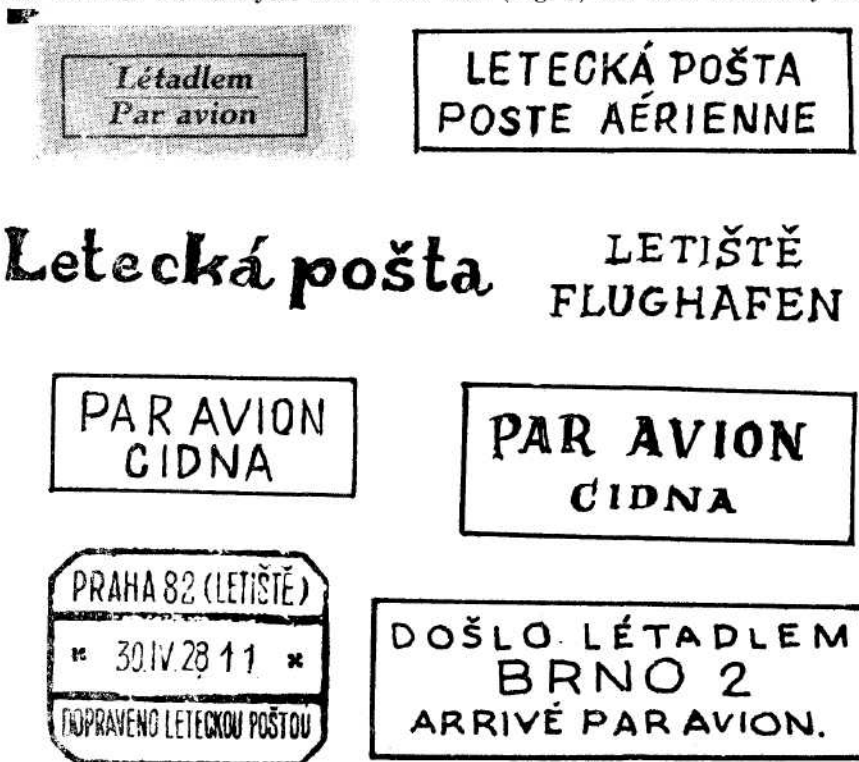 Létadlem
Par avion
LETECKÁ POŠTA
POSTE AÉRIENNE
Letecká pošta
LETIŠTĚ
FLUGHAFEN
PAR AVION
CIDNA
PAR AVION
CIDNA
PRAHA 82 (LETIŠTĚ)
30.IV.28 11
DOPRAVENO LETECKOU POŠTOU
DOŠLO LÉTADLEM
BRNO 2
ARRIVÉ PAR AVION.